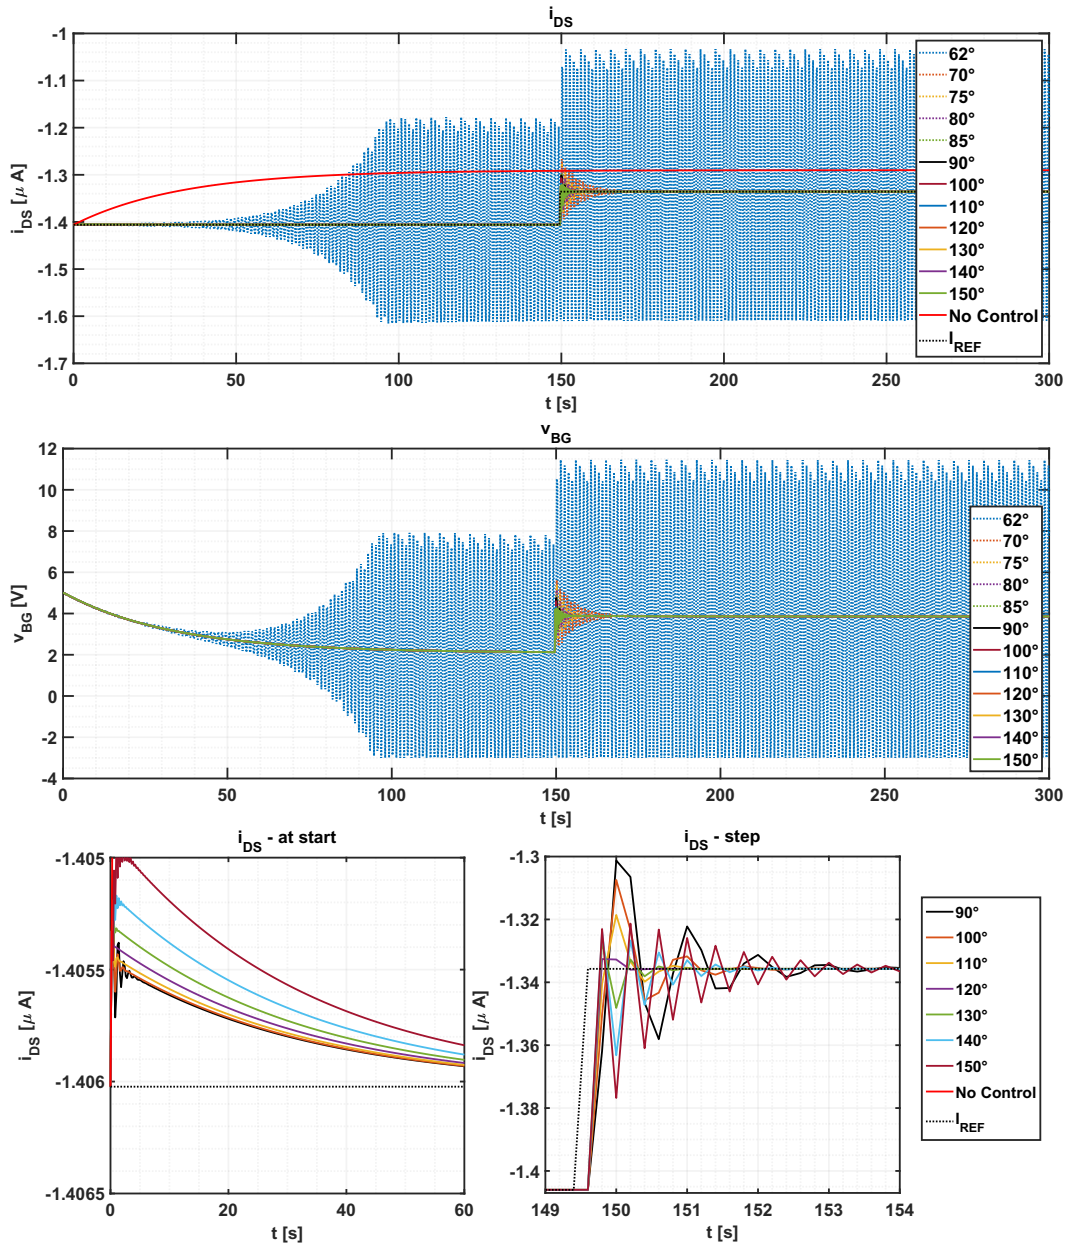 i_DS
-1
-1.1
-1.2
-1.3
-1.4
-1.5
-1.6
-1.7
i_DS [μ A]
0 50 100 150 200 250 300
t [s]
62°
70°
75°
80°
85°
90°
100°
110°
120°
130°
140°
150°
No Control
I_REF
v_BG
12
10
8
6
4
2
0
-2
-4
v_BG [V]
0 50 100 150 200 250 300
t [s]
62°
70°
75°
80°
85°
90°
100°
110°
120°
130°
140°
150°
i_DS - at start
-1.405
-1.4055
-1.406
-1.4065
i_DS [μ A]
0 20 40 60
t [s]
i_DS - step
-1.3
-1.32
-1.34
-1.36
-1.38
-1.4
i_DS [μ A]
149 150 151 152 153 154
t [s]
90°
100°
110°
120°
130°
140°
150°
No Control
I_REF